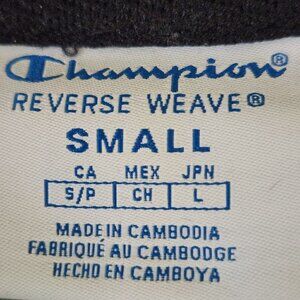 Champion®
REVERSE WEAVE®
SMALL
CA MEX JPN
S/P CH L
MADE IN CAMBODIA
FABRIQUÉ AU CAMBODGE
HECHO EN CAMBOYA